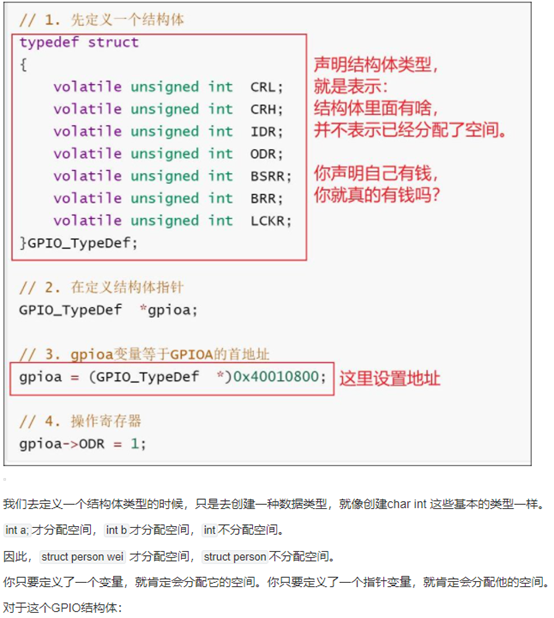 // 1. 先定义一个结构体
typedef struct
{
    volatile unsigned int  CRL;
    volatile unsigned int  CRH;
    volatile unsigned int  IDR;
    volatile unsigned int  ODR;
    volatile unsigned int  BSRR;
    volatile unsigned int  BRR;
    volatile unsigned int  LCKR;
}GPIO_TypeDef;
声明结构体类型，
就是表示：
结构体里面有啥，
并不表示已经分配了空间。
你声明自己有钱，
你就真的有钱吗？
// 2. 在定义结构体指针
GPIO_TypeDef  *gpioa;
// 3. gpioa变量等于GPIOA的首地址
gpioa = (GPIO_TypeDef  *)0x40010800;
这里设置地址
// 4. 操作寄存器
gpioa->ODR = 1;
我们去定义一个结构体类型的时候，只是去创建一种数据类型，就像创建char int 这些基本的类型一样。
int a; 才分配空间，int b 才分配空间，int 不分配空间。
因此，struct person wei 才分配空间，struct person 不分配空间。
你只要定义了一个变量，就肯定会分配它的空间。你只要定义了一个指针变量，就肯定会分配他的空间。
对于这个GPIO结构体：